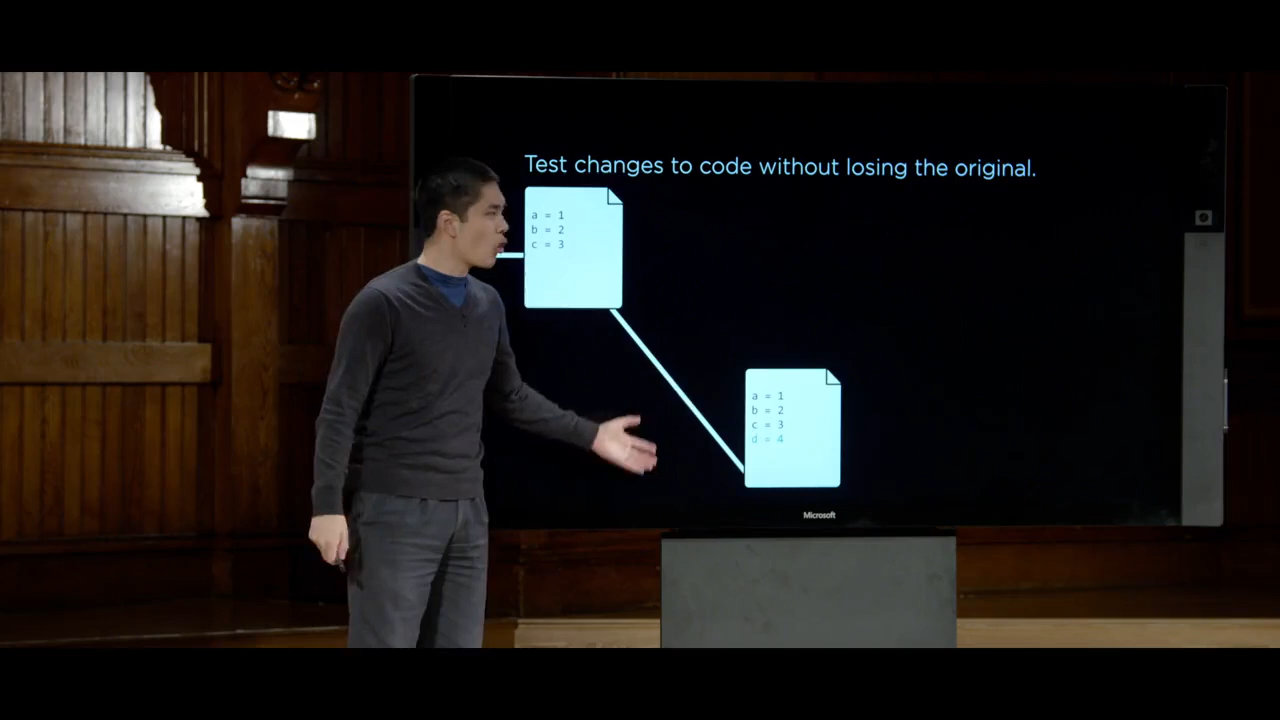 Test changes to code without losing the original.
a = 1
b = 2
c = 3
a = 1
b = 2
c = 3
d = 4
Microsoft